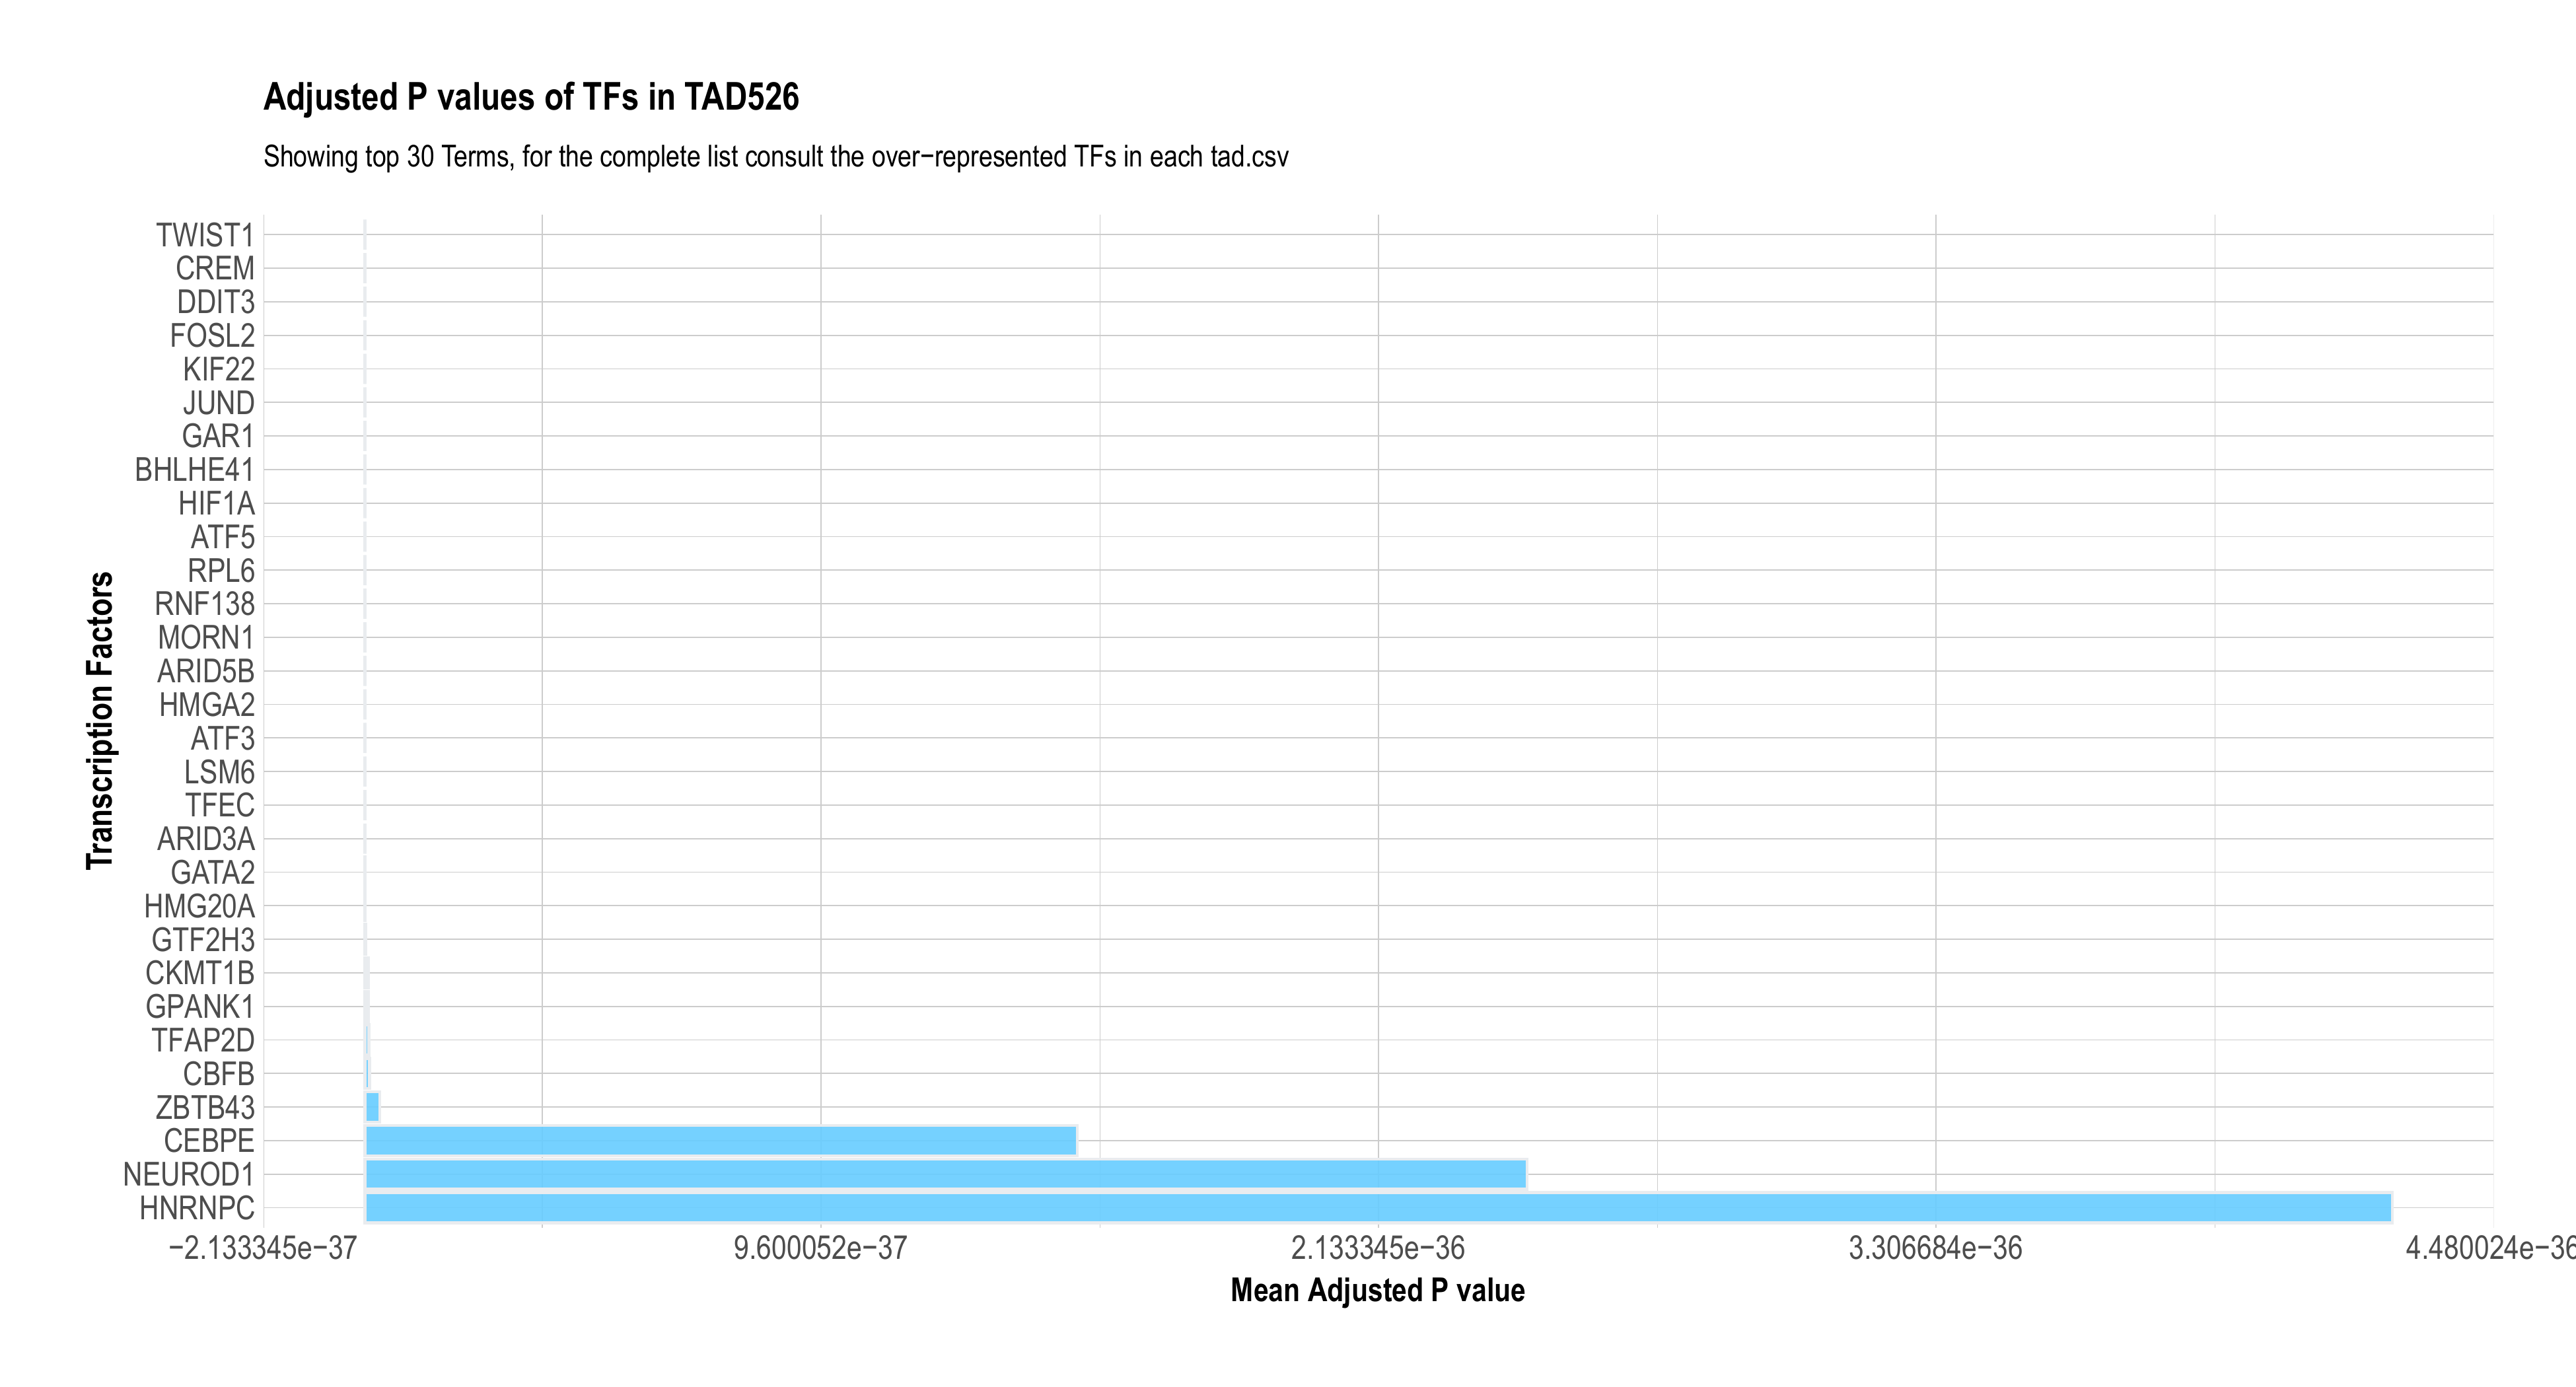 Adjusted P values of TFs in TAD526
Showing top 30 Terms, for the complete list consult the over−represented TFs in each tad.csv
Transcription Factors
TWIST1
CREM
DDIT3
FOSL2
KIF22
JUND
GAR1
BHLHE41
HIF1A
ATF5
RPL6
RNF138
MORN1
ARID5B
HMGA2
ATF3
LSM6
TFEC
ARID3A
GATA2
HMG20A
GTF2H3
CKMT1B
GPANK1
TFAP2D
CBFB
ZBTB43
CEBPE
NEUROD1
HNRNPC
−2.133345e−37 9.600052e−37 2.133345e−36 3.306684e−36 4.480024e−36
Mean Adjusted P value